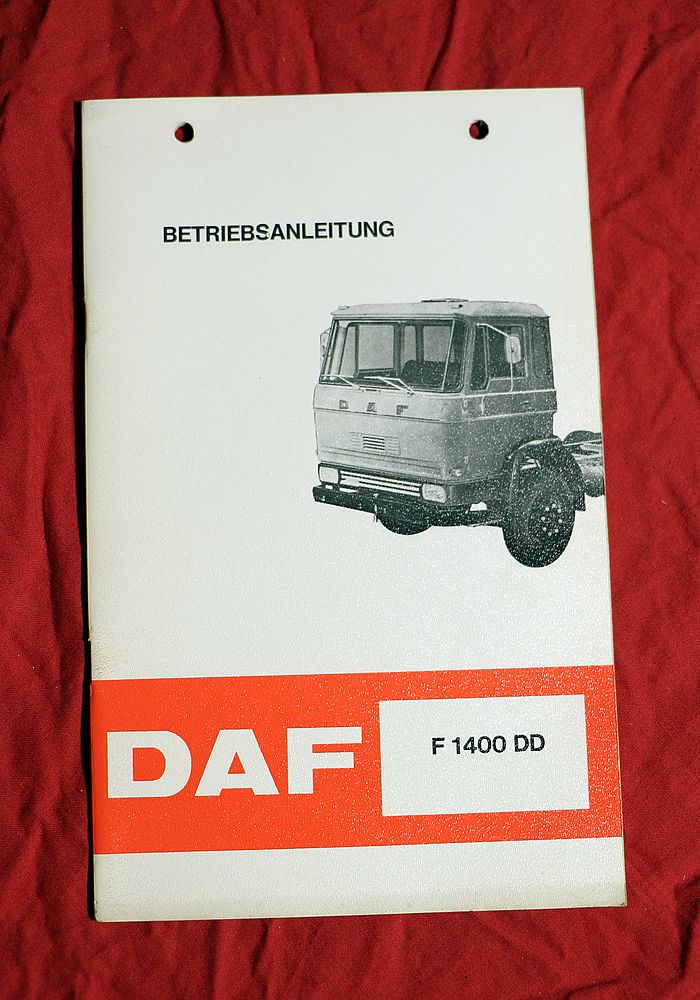 BETRIEBSANLEITUNG
DAF
DAF
F 1400 DD